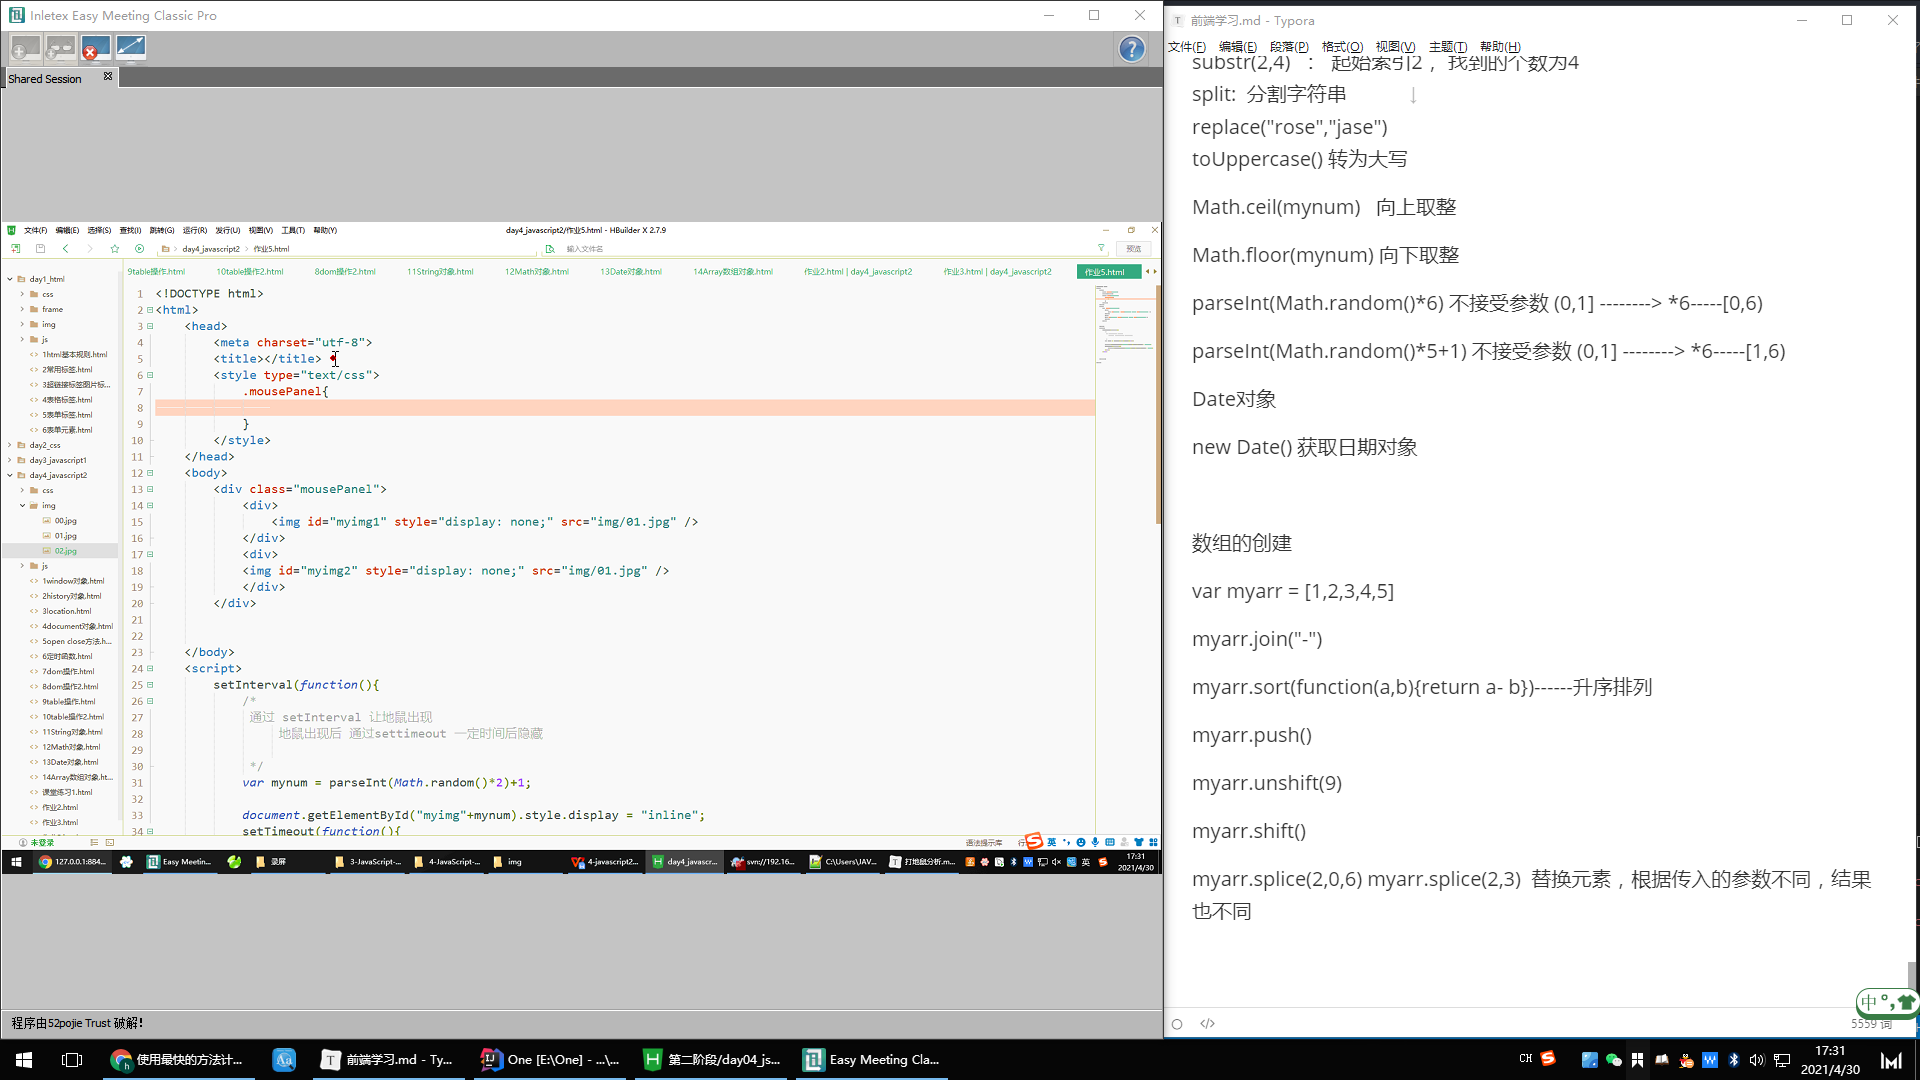 Inletex Easy Meeting Classic Pro
Shared Session
文件(F) 编辑(E) 选择(S) 查找(I) 跳转(G) 运行(R) 发行(U) 视图(V) 工具(T) 帮助(Y)
day4_javascript2/作业5.html - HBuilder X 2.7.9
day4_javascript2 > 作业5.html
输入文件名
预览
9table操作.html 10table操作2.html 8dom操作2.html 11String对象.html 12Math对象.html 13Date对象.html 14Array数组对象.html 作业2.html | day4_javascript2 作业3.html | day4_javascript2 作业5.html
day1_html
css
frame
img
js
1html基本规则.html
2常用标签.html
3超链接标签图片标...
4表格标签.html
5表单标签.html
6表单元素.html
day2_css
day3_javascript1
day4_javascript2
css
img
00.jpg
01.jpg
02.jpg
js
1window对象.html
2history对象.html
3location.html
4document对象.html
5open close方法.h...
6定时函数.html
7dom操作.html
8dom操作2.html
9table操作.html
10table操作2.html
11String对象.html
12Math对象.html
13Date对象.html
14Array数组对象.ht...
课堂练习1.html
作业2.html
作业3.html
1 <!DOCTYPE html>
2 <html>
3 <head>
4 <meta charset="utf-8">
5 <title></title>
6 <style type="text/css">
7 .mousePanel{
8
9 }
10 </style>
11 </head>
12 <body>
13 <div class="mousePanel">
14 <div>
15 <img id="myimg1" style="display: none;" src="img/01.jpg" />
16 </div>
17 <div>
18 <img id="myimg2" style="display: none;" src="img/01.jpg" />
19 </div>
20 </div>
21
22
23 </body>
24 <script>
25 setInterval(function(){
26 /*
27 通过 setInterval 让地鼠出现
28 地鼠出现后 通过settimeout 一定时间后隐藏
29
30 */
31 var mynum = parseInt(Math.random()*2)+1;
32
33 document.getElementById("myimg"+mynum).style.display = "inline";
34 setTimeout(function(){
未登录
语法提示库
英
127.0.0.1:884... Easy Meetin... 录屏 3-JavaScript-... 4-JavaScript-... img 4-javascript2... day4_javascr... svn://192.16... C:\Users\JAV... 打地鼠分析.m...
英
17:31
2021/4/30
程序由52pojie Trust 破解!
前端学习.md - Typora
文件(F) 编辑(E) 段落(P) 格式(O) 视图(V) 主题(T) 帮助(H)
substr(2,4) ： 起始索引2， 找到的个数为4
split: 分割字符串 ↓
replace("rose","jase")
toUppercase() 转为大写
Math.ceil(mynum) 向上取整
Math.floor(mynum) 向下取整
parseInt(Math.random()*6) 不接受参数 (0,1] --------> *6-----[0,6)
parseInt(Math.random()*5+1) 不接受参数 (0,1] --------> *6-----[1,6)
Date对象
new Date() 获取日期对象
数组的创建
var myarr = [1,2,3,4,5]
myarr.join("-")
myarr.sort(function(a,b){return a- b})------升序排列
myarr.push()
myarr.unshift(9)
myarr.shift()
myarr.splice(2,0,6) myarr.splice(2,3) 替换元素，根据传入的参数不同，结果
也不同
中
5559 词
使用最快的方法计... 前端学习.md - Ty... One [E:\One] - ...\... 第二阶段/day04_js... Easy Meeting Cla...
CH
17:31
2021/4/30